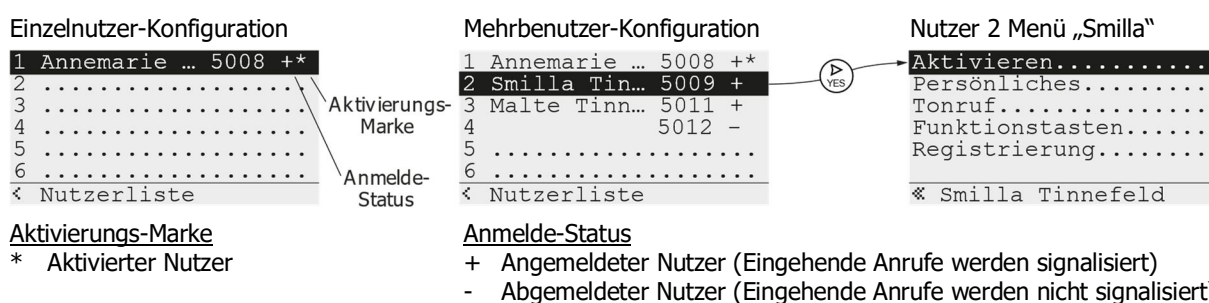 Einzelnutzer-Konfiguration
1 Annemarie … 5008 +*
2 ...................
3 ...................
4 ...................
5 ...................
6 ...................
< Nutzerliste
Aktivierungs-
Marke
Anmelde-
Status
Mehrbenutzer-Konfiguration
1 Annemarie … 5008 +*
2 Smilla Tin… 5009 +
3 Malte Tinn… 5011 +
4 5012 -
5 ...................
6 ...................
< Nutzerliste
YES
Nutzer 2 Menü „Smilla“
Aktivieren...........
Persönliches.........
Tonruf...............
Funktionstasten......
Registrierung........
« Smilla Tinnefeld
Aktivierungs-Marke
* Aktivierter Nutzer
Anmelde-Status
+ Angemeldeter Nutzer (Eingehende Anrufe werden signalisiert)
- Abgemeldeter Nutzer (Eingehende Anrufe werden nicht signalisiert)